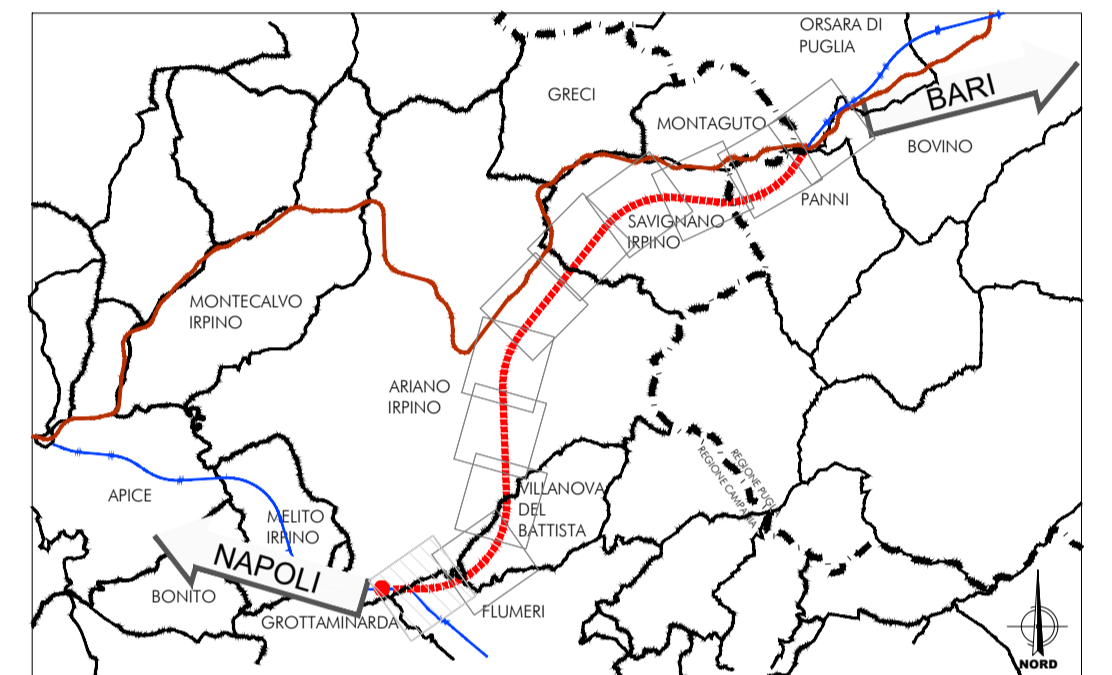 ORSARA DI
PUGLIA
GRECI
BARI
MONTAGUTO
BOVINO
PANNI
SAVIGNANO
IRPINO
MONTECALVO
IRPINO
ARIANO
IRPINO
REGIONE PUGLIA
REGIONE CAMPANIA
APICE
VILLANOVA
DEL
BATTISTA
MELITO
IRPINO
NAPOLI
BONITO
FLUMERI
GROTTAMINARDA
NORD